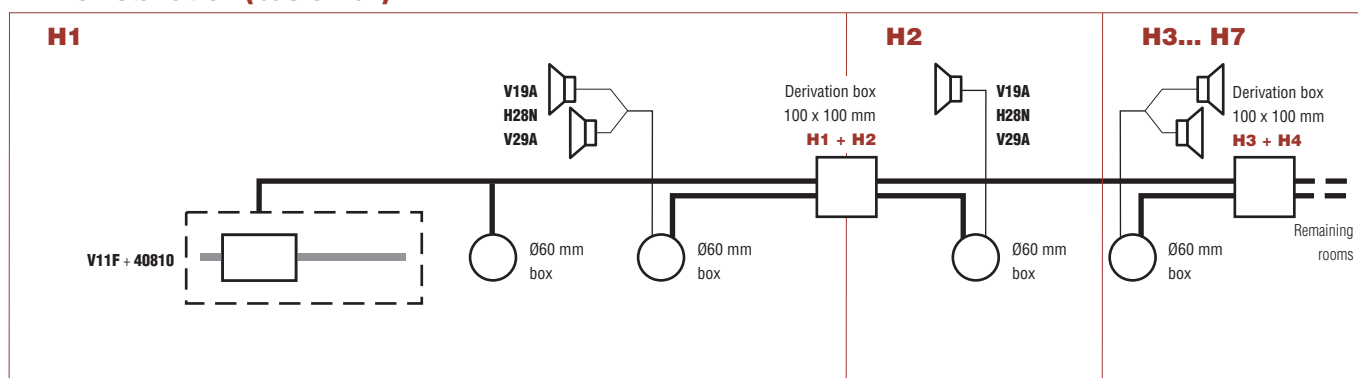 H1
H2
H3... H7
V19A
H28N
V29A
Derivation box
100 x 100 mm
H1 + H2
V19A
H28N
V29A
Derivation box
100 x 100 mm
H3 + H4
V11F + 40810
Ø60 mm
box
Ø60 mm
box
Ø60 mm
box
Ø60 mm
box
Remaining
rooms